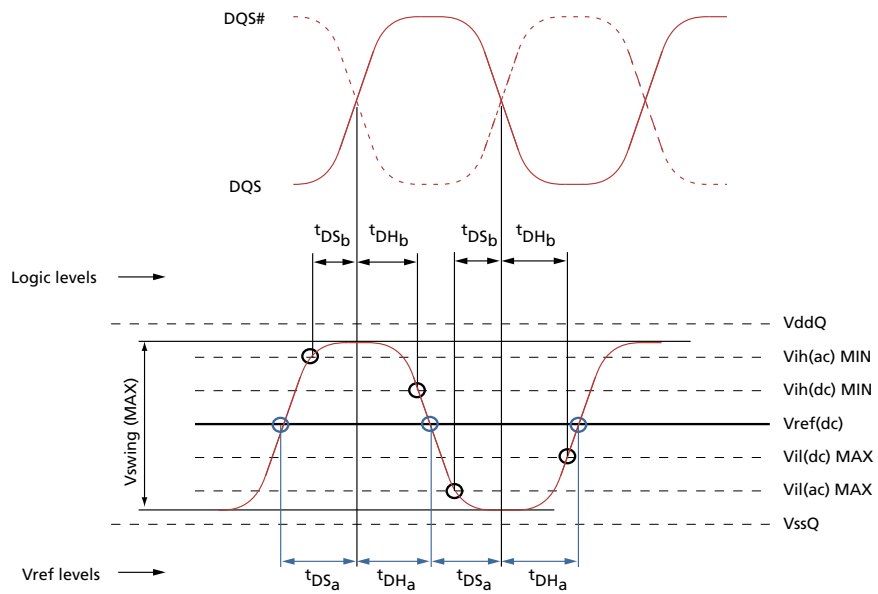 DQS#
DQS
tDSb tDHb tDSb tDHb
Logic levels
VddQ
Vih(ac) MIN
Vih(dc) MIN
Vref(dc)
Vil(dc) MAX
Vil(ac) MAX
VssQ
Vswing (MAX)
tDSa tDHa tDSa tDHa
Vref levels